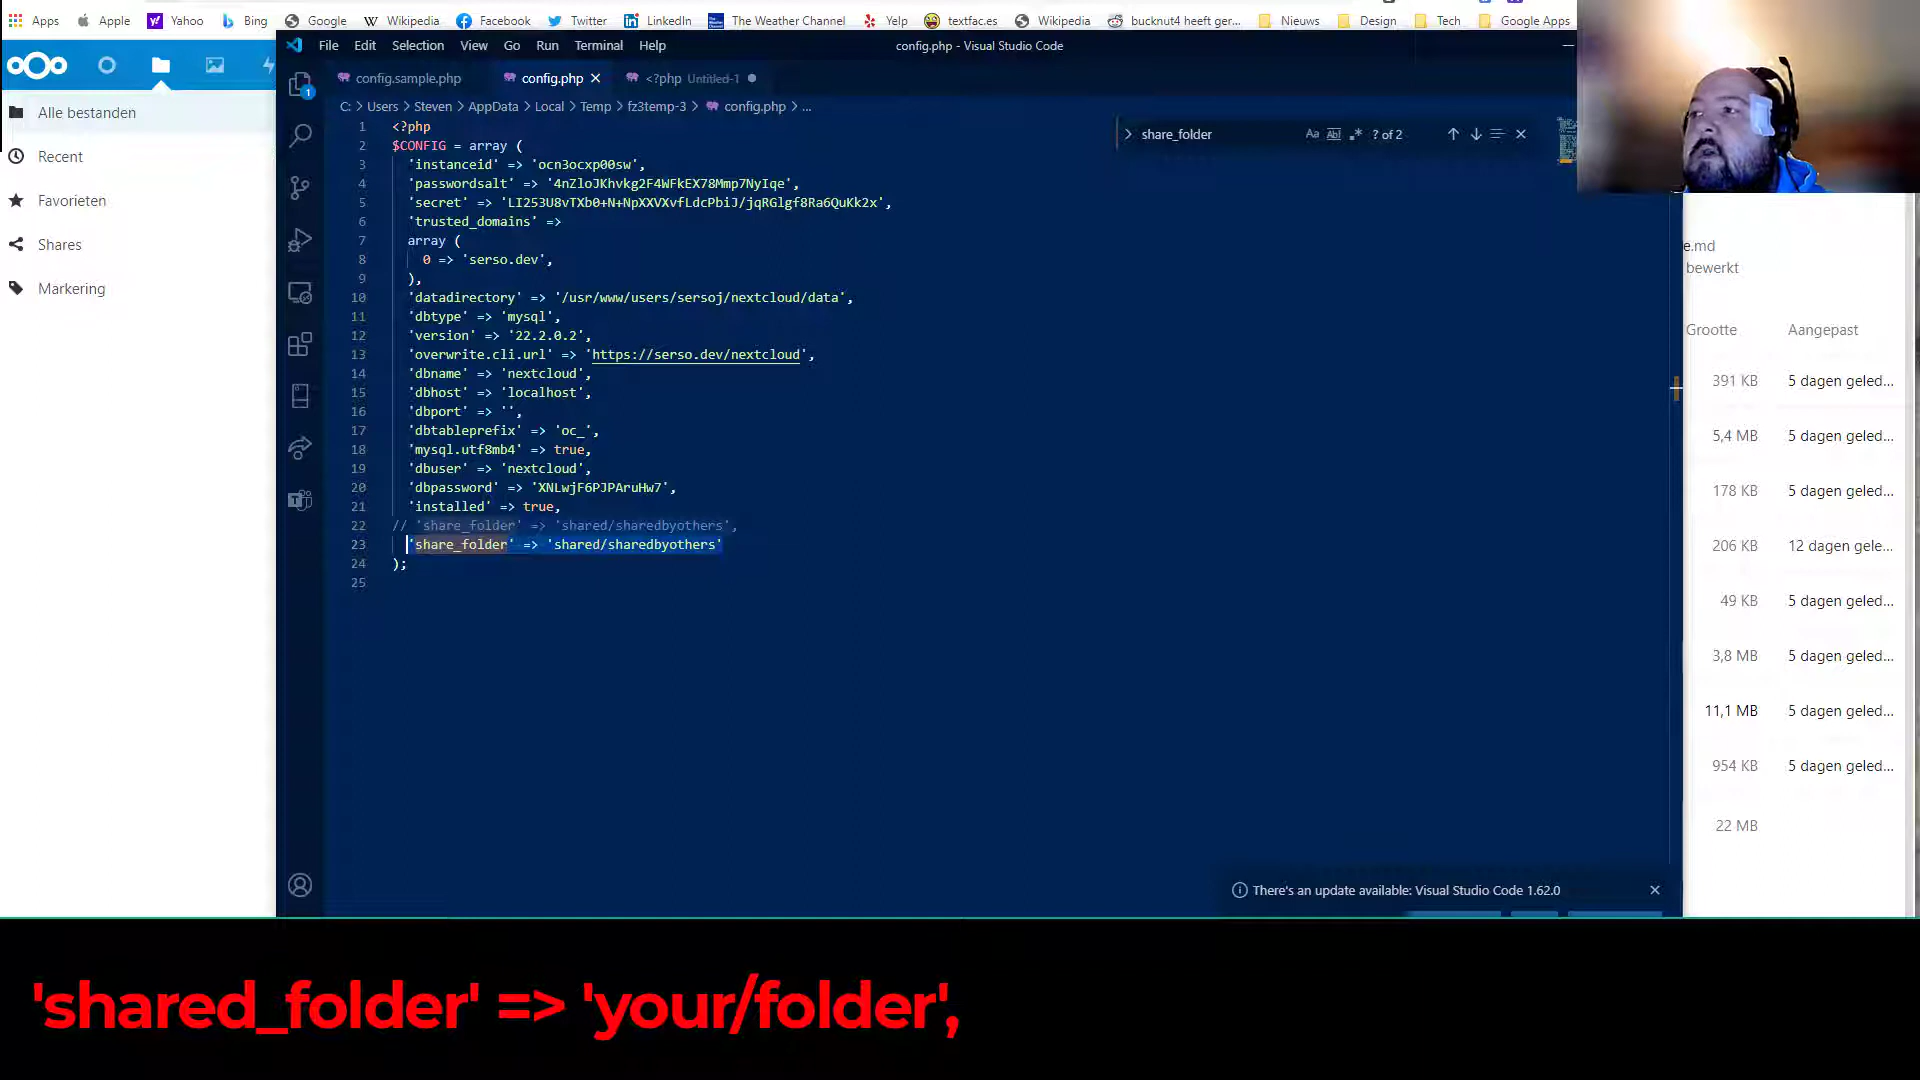 Apps Apple Yahoo Bing Google Wikipedia Facebook Twitter LinkedIn The Weather Channel Yelp textfac.es Wikipedia bucknut4 heeft ger... Nieuws Design Tech Google Apps
File Edit Selection View Go Run Terminal Help
config.php - Visual Studio Code
config.sample.php config.php <?php Untitled-1
C: > Users > Steven > AppData > Local > Temp > fz3temp-3 > config.php > ...
share_folder
Aa Abl .* ? of 2
Alle bestanden
Recent
Favorieten
Shares
Markering
1
1 <?php
2 $CONFIG = array (
3 'instanceid' => 'ocn3ocxp00sw',
4 'passwordsalt' => '4nZloJKhvkg2F4WFkEX78Mmp7NyIqe',
5 'secret' => 'LI253U8vTXb0+N+NpXXVXvfLdcPbiJ/jqRGlgf8Ra6QuKk2x',
6 'trusted_domains' =>
7 array (
8 0 => 'serso.dev',
9 ),
10 'datadirectory' => '/usr/www/users/sersoj/nextcloud/data',
11 'dbtype' => 'mysql',
12 'version' => '22.2.0.2',
13 'overwrite.cli.url' => 'https://serso.dev/nextcloud',
14 'dbname' => 'nextcloud',
15 'dbhost' => 'localhost',
16 'dbport' => '',
17 'dbtableprefix' => 'oc_',
18 'mysql.utf8mb4' => true,
19 'dbuser' => 'nextcloud',
20 'dbpassword' => 'XNLwjF6PJPAruHw7',
21 'installed' => true,
22 // 'share_folder' => 'shared/sharedbyothers',
23 'share_folder' => 'shared/sharedbyothers'
24 );
25
e.md
bewerkt
Grootte Aangepast
391 KB 5 dagen geled...
5,4 MB 5 dagen geled...
178 KB 5 dagen geled...
206 KB 12 dagen gele...
49 KB 5 dagen geled...
3,8 MB 5 dagen geled...
11,1 MB 5 dagen geled...
954 KB 5 dagen geled...
22 MB
There's an update available: Visual Studio Code 1.62.0
'shared_folder' => 'your/folder',